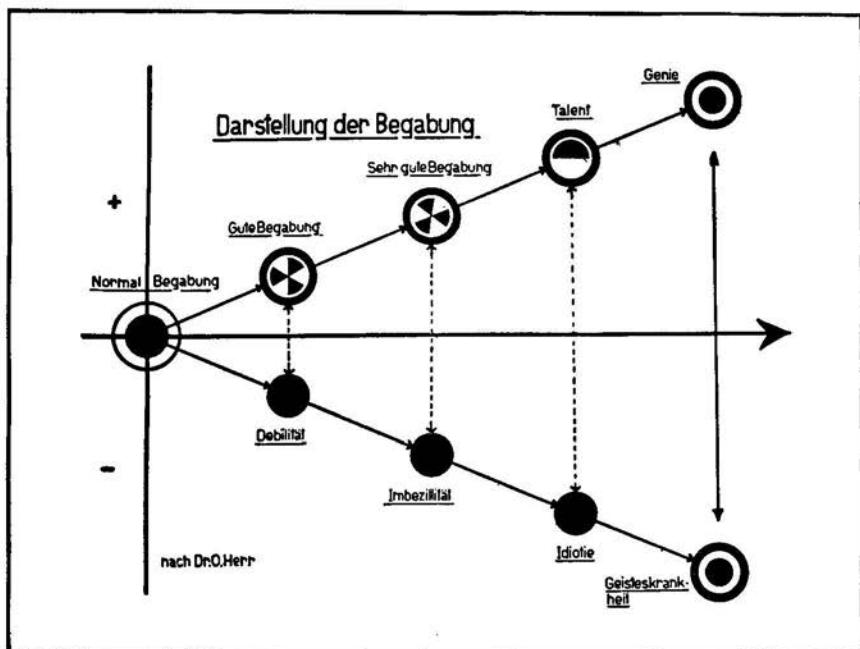 Genie
Talent
Darstellung der Begabung
Sehr gute Begabung
+
Gute Begabung
Normal Begabung
Debilität
-
Imbezillität
Idiotie
nach Dr.O.Herr
Geisteskrank-
heit